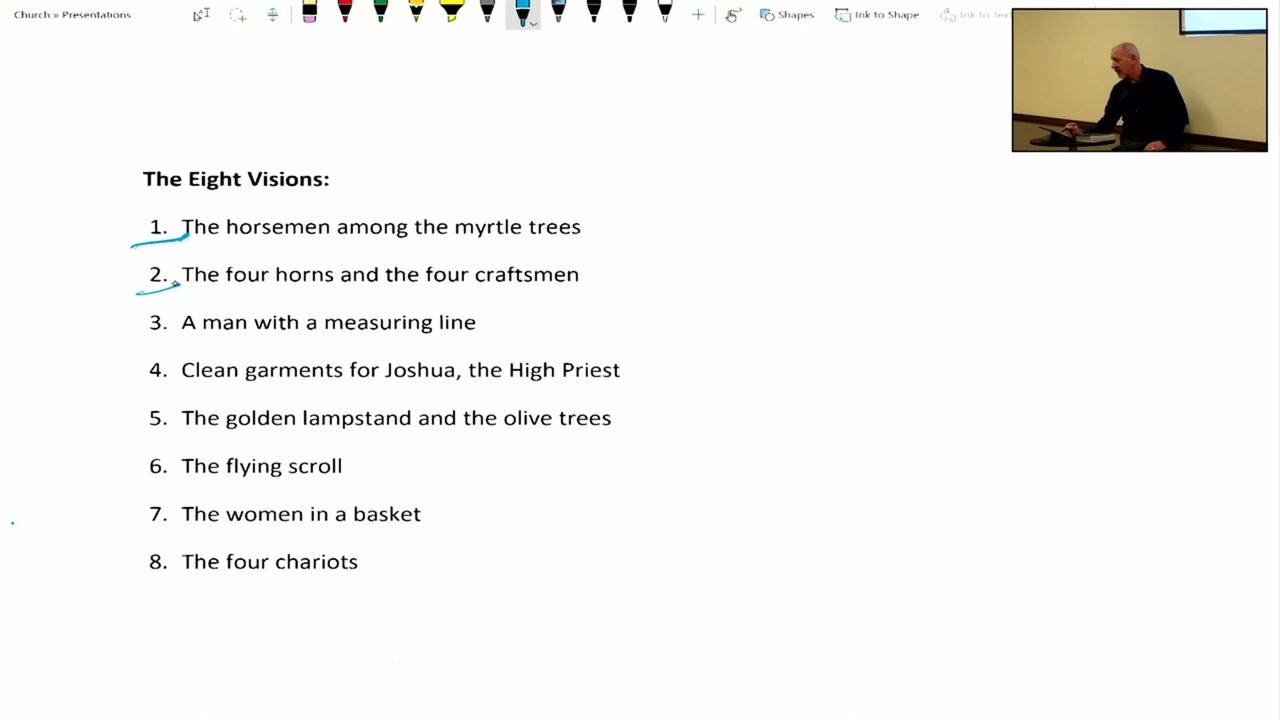 Church » Presentations
Shapes
Ink to Shape
Ink to Text
The Eight Visions:
1. The horsemen among the myrtle trees
2. The four horns and the four craftsmen
3. A man with a measuring line
4. Clean garments for Joshua, the High Priest
5. The golden lampstand and the olive trees
6. The flying scroll
7. The women in a basket
8. The four chariots